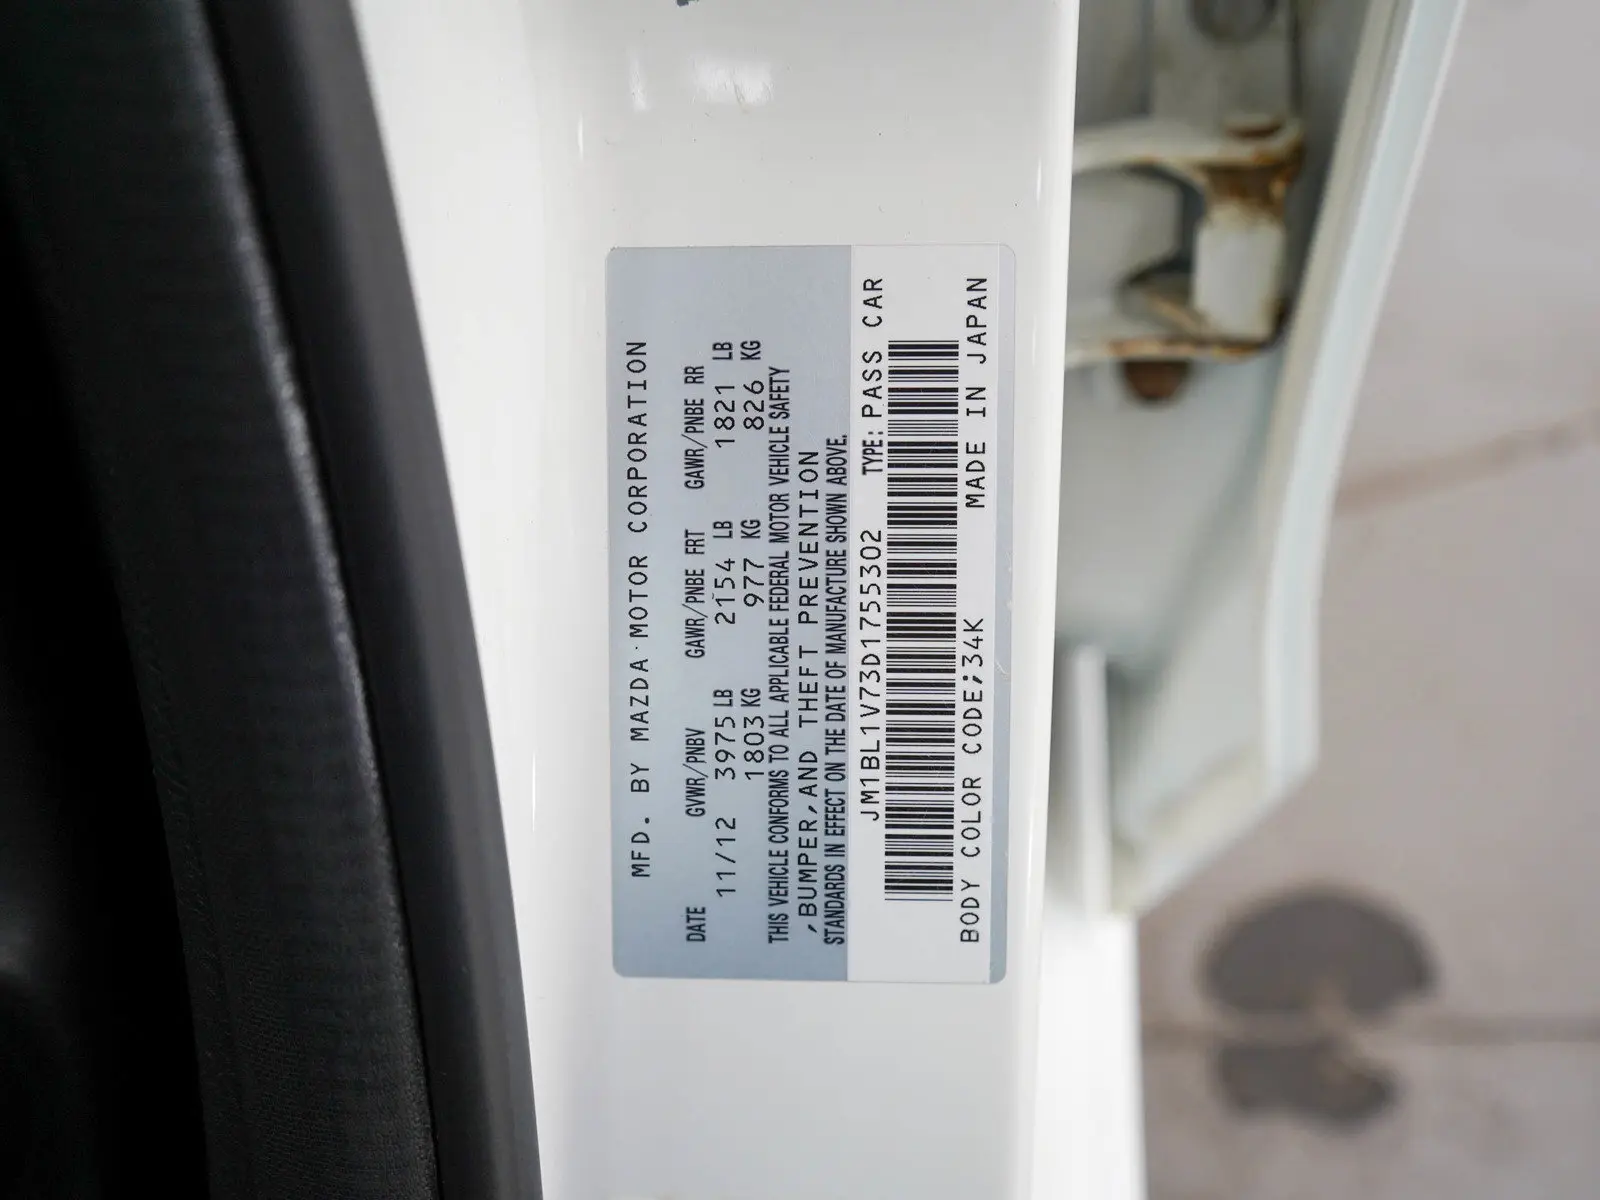 MFD. BY MAZDA·MOTOR CORPORATION
DATE GVWR/PNBV GAWR/PNBE FRT GAWR/PNBE RR
11/12 3975 LB 2154 LB 1821 LB
1803 KG 977 KG 826 KG
THIS VEHICLE CONFORMS TO ALL APPLICABLE FEDERAL MOTOR VEHICLE SAFETY
,BUMPER,AND THEFT PREVENTION
STANDARDS IN EFFECT ON THE DATE OF MANUFACTURE SHOWN ABOVE.
JM1BL1V73D1755302 TYPE: PASS CAR
BODY COLOR CODE;34K MADE IN JAPAN